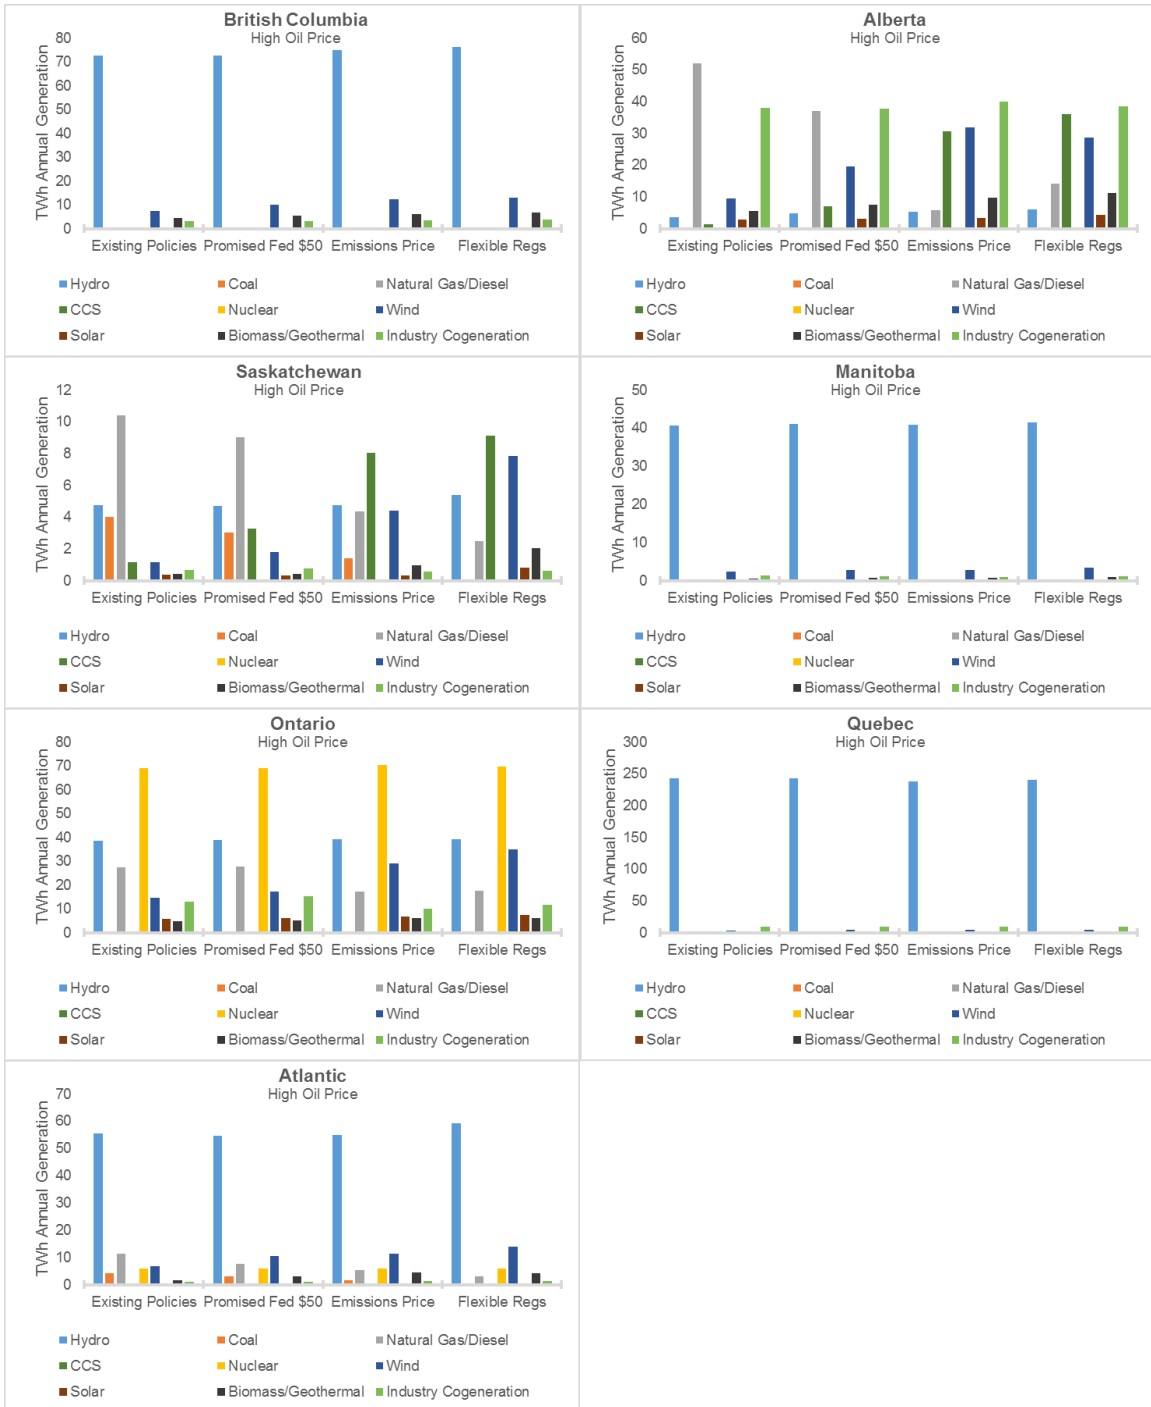 British Columbia
High Oil Price
TWh Annual Generation
80
70
60
50
40
30
20
10
0
Existing Policies Promised Fed $50 Emissions Price Flexible Regs
Hydro Coal Natural Gas/Diesel
CCS Nuclear Wind
Solar Biomass/Geothermal Industry Cogeneration
Alberta
High Oil Price
TWh Annual Generation
60
50
40
30
20
10
0
Existing Policies Promised Fed $50 Emissions Price Flexible Regs
Hydro Coal Natural Gas/Diesel
CCS Nuclear Wind
Solar Biomass/Geothermal Industry Cogeneration
Saskatchewan
High Oil Price
TWh Annual Generation
12
10
8
6
4
2
0
Existing Policies Promised Fed $50 Emissions Price Flexible Regs
Hydro Coal Natural Gas/Diesel
CCS Nuclear Wind
Solar Biomass/Geothermal Industry Cogeneration
Manitoba
High Oil Price
TWh Annual Generation
50
40
30
20
10
0
Existing Policies Promised Fed $50 Emissions Price Flexible Regs
Hydro Coal Natural Gas/Diesel
CCS Nuclear Wind
Solar Biomass/Geothermal Industry Cogeneration
Ontario
High Oil Price
TWh Annual Generation
80
70
60
50
40
30
20
10
0
Existing Policies Promised Fed $50 Emissions Price Flexible Regs
Hydro Coal Natural Gas/Diesel
CCS Nuclear Wind
Solar Biomass/Geothermal Industry Cogeneration
Quebec
High Oil Price
TWh Annual Generation
300
250
200
150
100
50
0
Existing Policies Promised Fed $50 Emissions Price Flexible Regs
Hydro Coal Natural Gas/Diesel
CCS Nuclear Wind
Solar Biomass/Geothermal Industry Cogeneration
Atlantic
High Oil Price
TWh Annual Generation
70
60
50
40
30
20
10
0
Existing Policies Promised Fed $50 Emissions Price Flexible Regs
Hydro Coal Natural Gas/Diesel
CCS Nuclear Wind
Solar Biomass/Geothermal Industry Cogeneration